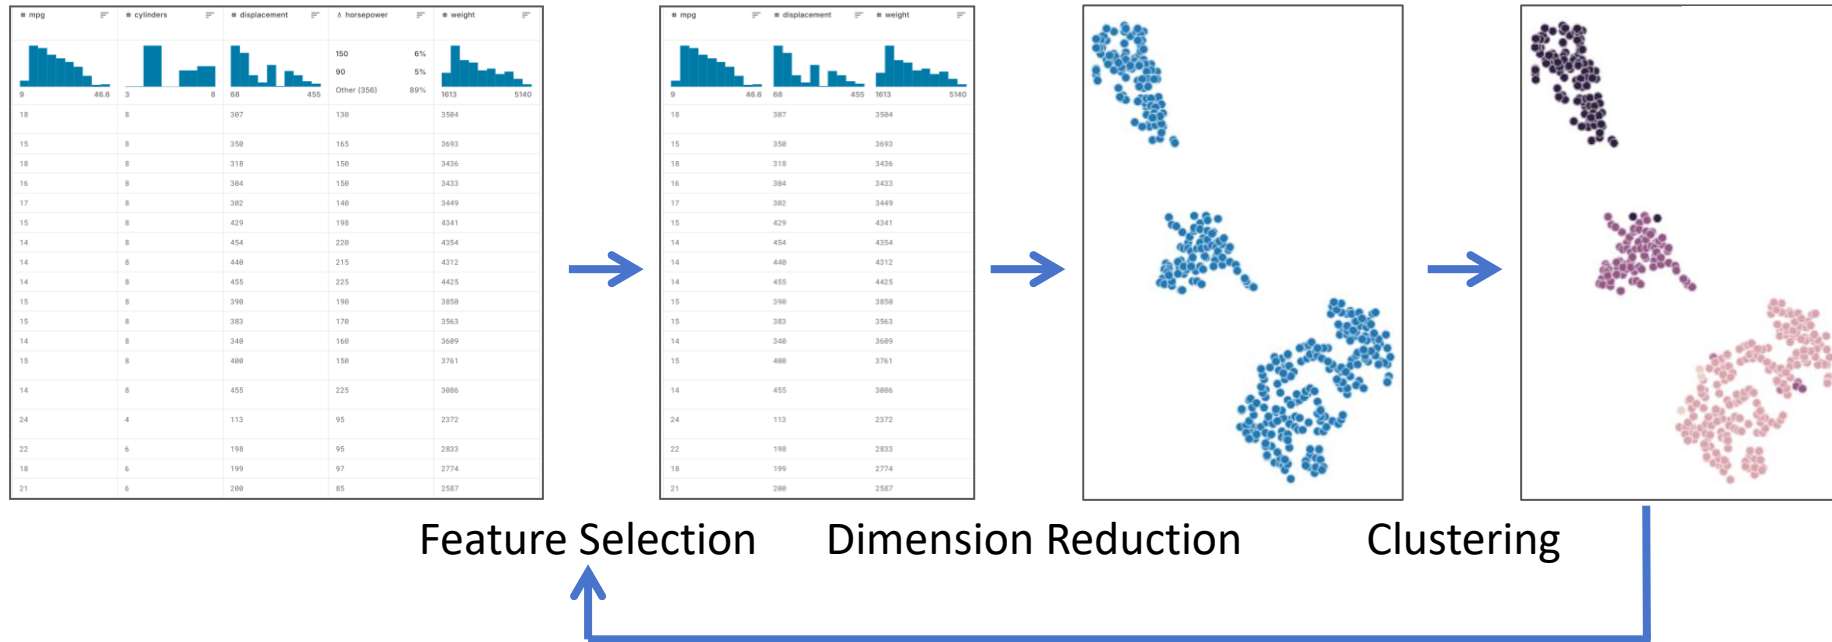 # mpg # cylinders # displacement A horsepower # weight
150 6%
90 5%
Other (356) 89%
9 46.6 3 8 68 455 1613 5140
18 8 307 130 3504
15 8 350 165 3693
18 8 318 150 3436
16 8 304 150 3433
17 8 302 140 3449
15 8 429 198 4341
14 8 454 220 4354
14 8 440 215 4312
14 8 455 225 4425
15 8 390 190 3850
15 8 383 170 3563
14 8 340 160 3609
15 8 400 150 3761
14 8 455 225 3086
24 4 113 95 2372
22 6 198 95 2833
18 6 199 97 2774
21 6 200 85 2587
# mpg # displacement # weight
9 46.6 68 455 1613 5140
18 307 3504
15 350 3693
18 318 3436
16 304 3433
17 302 3449
15 429 4341
14 454 4354
14 440 4312
14 455 4425
15 390 3850
15 383 3563
14 340 3609
15 400 3761
14 455 3086
24 113 2372
22 198 2833
18 199 2774
21 200 2587
Feature Selection Dimension Reduction Clustering